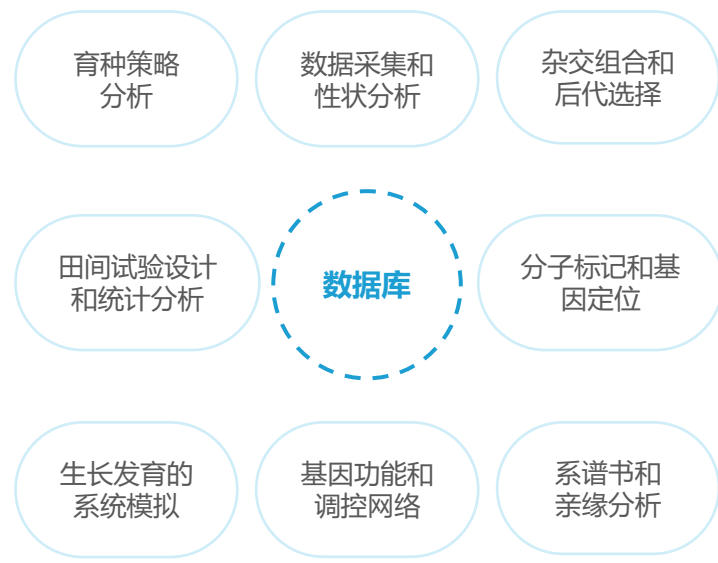 育种策略
分析
数据采集和
性状分析
杂交组合和
后代选择
田间试验设计
和统计分析
数据库
分子标记和基
因定位
生长发育的
系统模拟
基因功能和
调控网络
系谱书和
亲缘分析